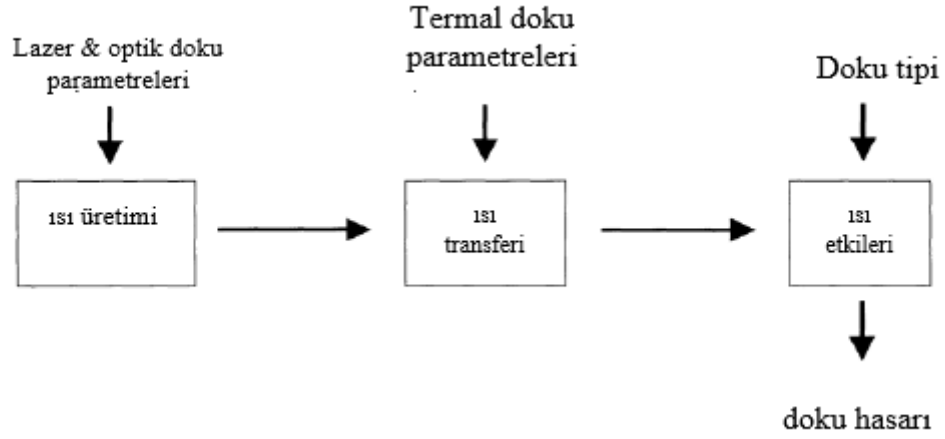 Lazer & optik doku
parametreleri
Termal doku
parametreleri
Doku tipi
ısı üretimi
ısı
transferi
ısı
etkileri
doku hasarı